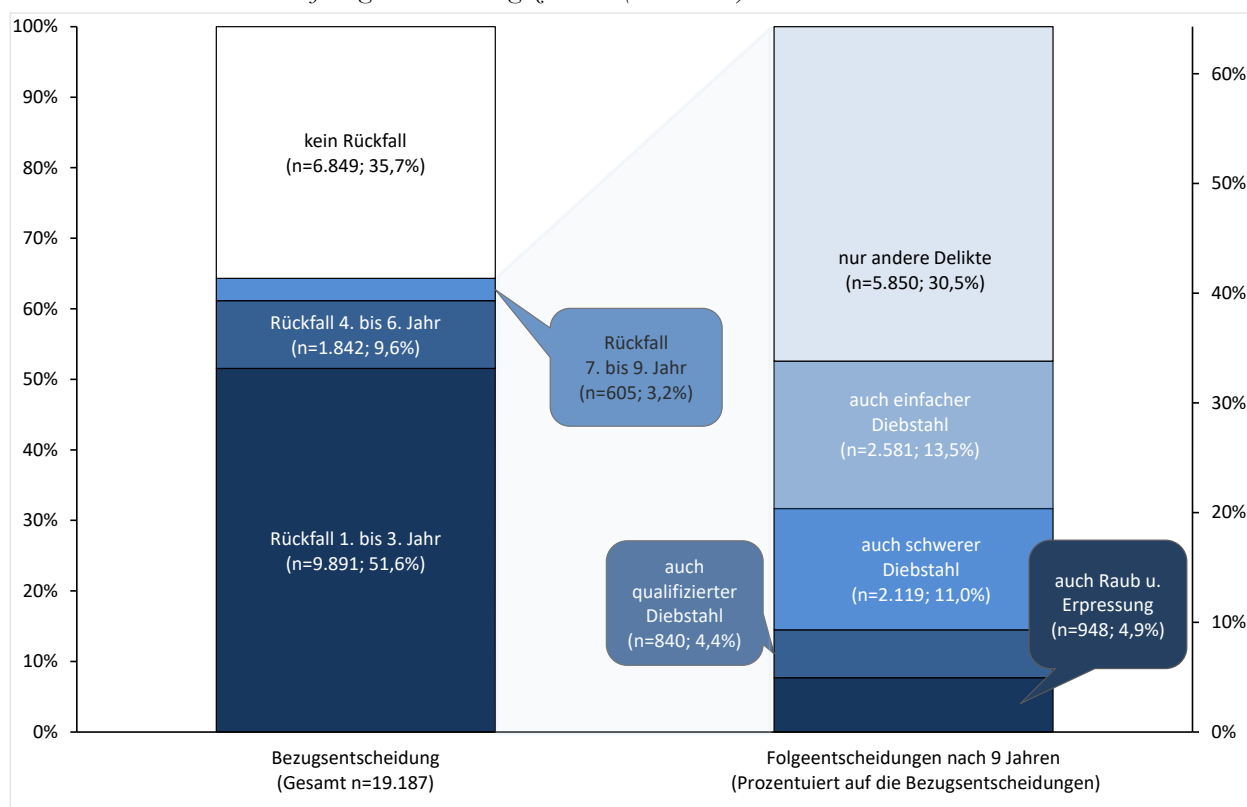 100%
90%
80%
70%
60%
50%
40%
30%
20%
10%
0%
kein Rückfall
(n=6.849; 35,7%)
Rückfall 4. bis 6. Jahr
(n=1.842; 9,6%)
Rückfall 1. bis 3. Jahr
(n=9.891; 51,6%)
Rückfall
7. bis 9. Jahr
(n=605; 3,2%)
nur andere Delikte
(n=5.850; 30,5%)
auch einfacher
Diebstahl
(n=2.581; 13,5%)
auch schwerer
Diebstahl
(n=2.119; 11,0%)
auch
qualifizierter
Diebstahl
(n=840; 4,4%)
auch Raub u.
Erpressung
(n=948; 4,9%)
60%
50%
40%
30%
20%
10%
0%
Bezugsentscheidung
(Gesamt n=19.187)
Folgeentscheidungen nach 9 Jahren
(Prozentuiert auf die Bezugsentscheidungen)